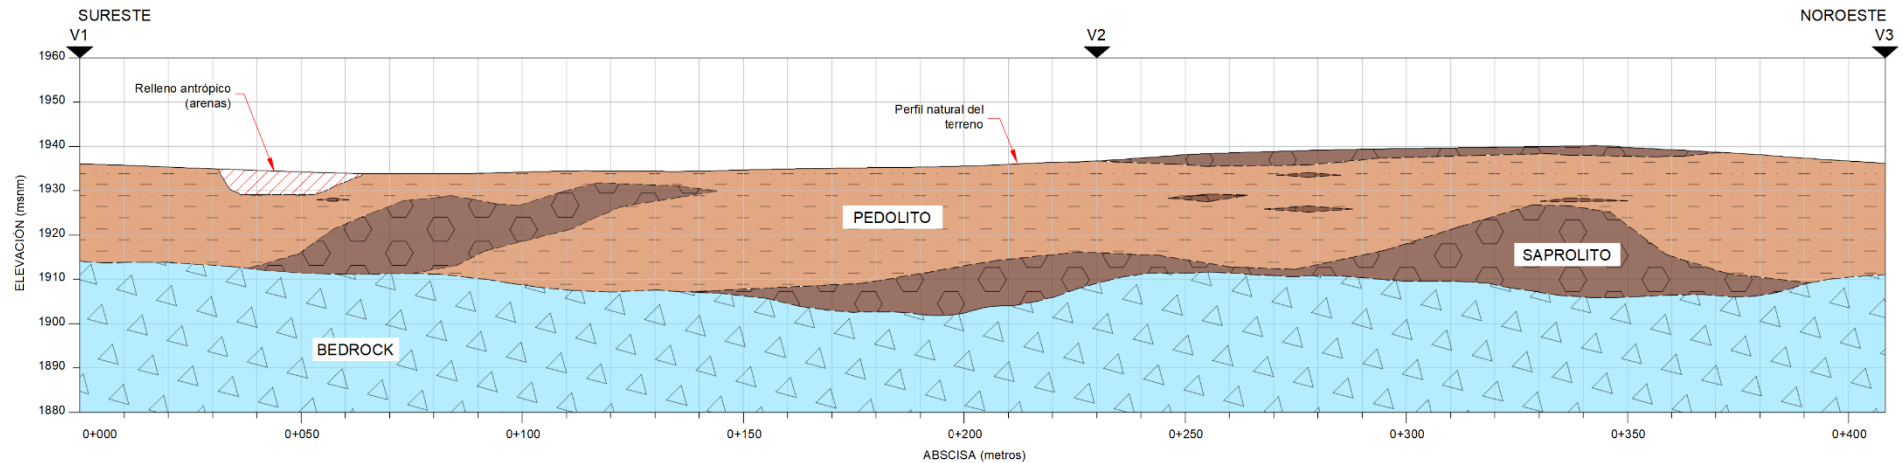 SURESTE
NOROESTE
V1
V2
V3
1960
1950
1940
1930
1920
1910
1900
1890
1880
ELEVACIÓN (msnm)
Relleno antrópico
(arenas)
Perfil natural del
terreno
PEDOLITO
SAPROLITO
BEDROCK
0+000
0+050
0+100
0+150
0+200
0+250
0+300
0+350
0+400
ABSCISA (metros)